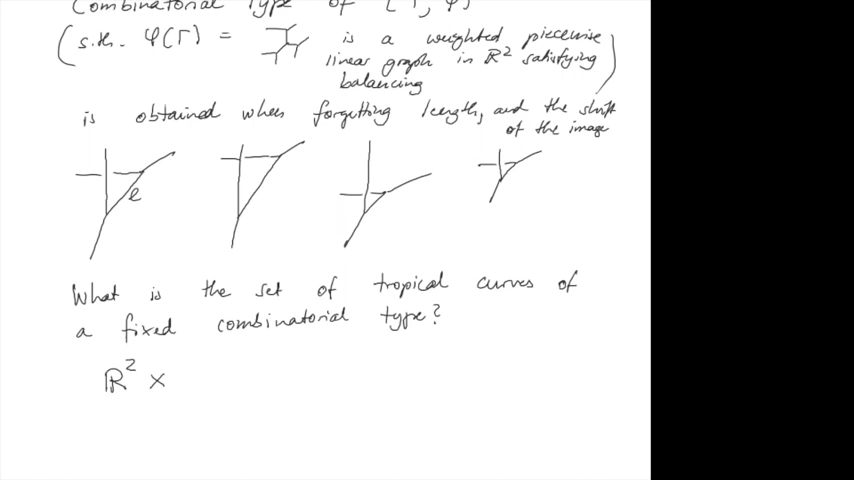 Combinatorial Type of (Γ, φ)
(s.th. φ(Γ) = is a weighted piecewise
linear graph in ℝ² satisfying
balancing)
is obtained when forgetting length, and the shift
of the image
l
What is the set of tropical curves of
a fixed combinatorial type?
ℝ² ×